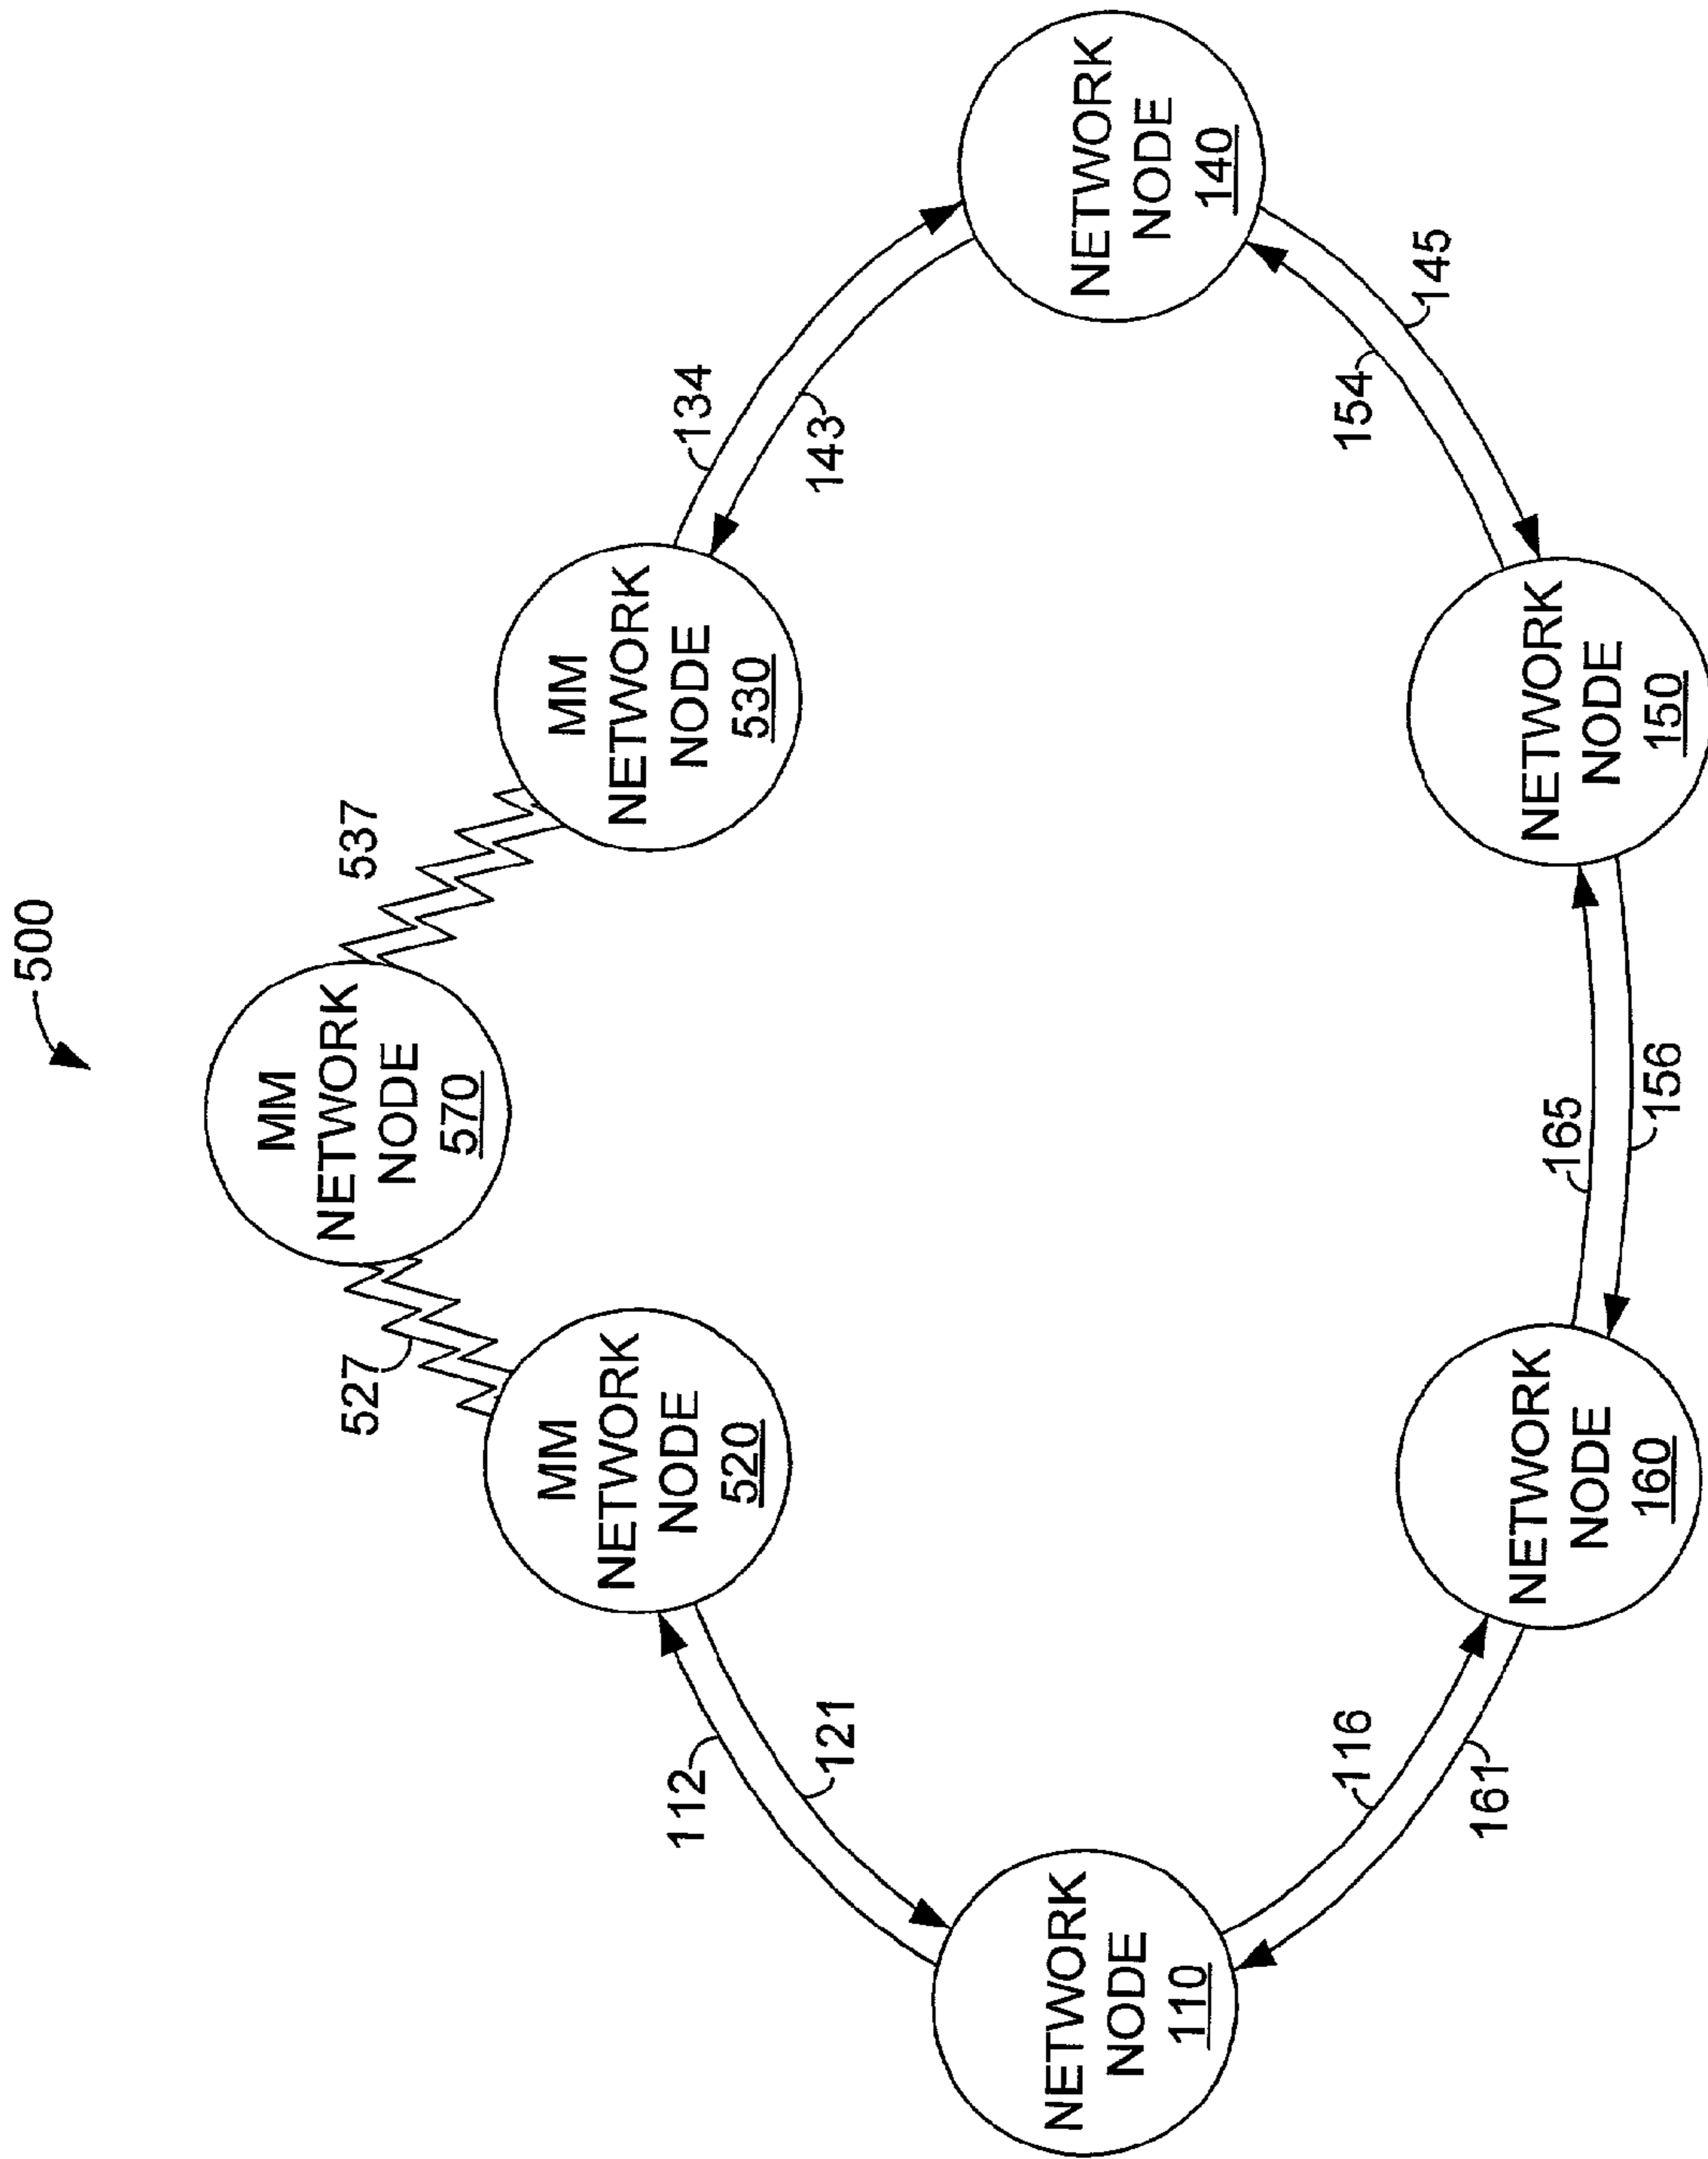 500
MM
NETWORK
NODE
570
527
537
MM
NETWORK
NODE
520
MM
NETWORK
NODE
530
112
121
134
143
NETWORK
NODE
110
NETWORK
NODE
140
116
161
154
145
NETWORK
NODE
160
NETWORK
NODE
150
165
156